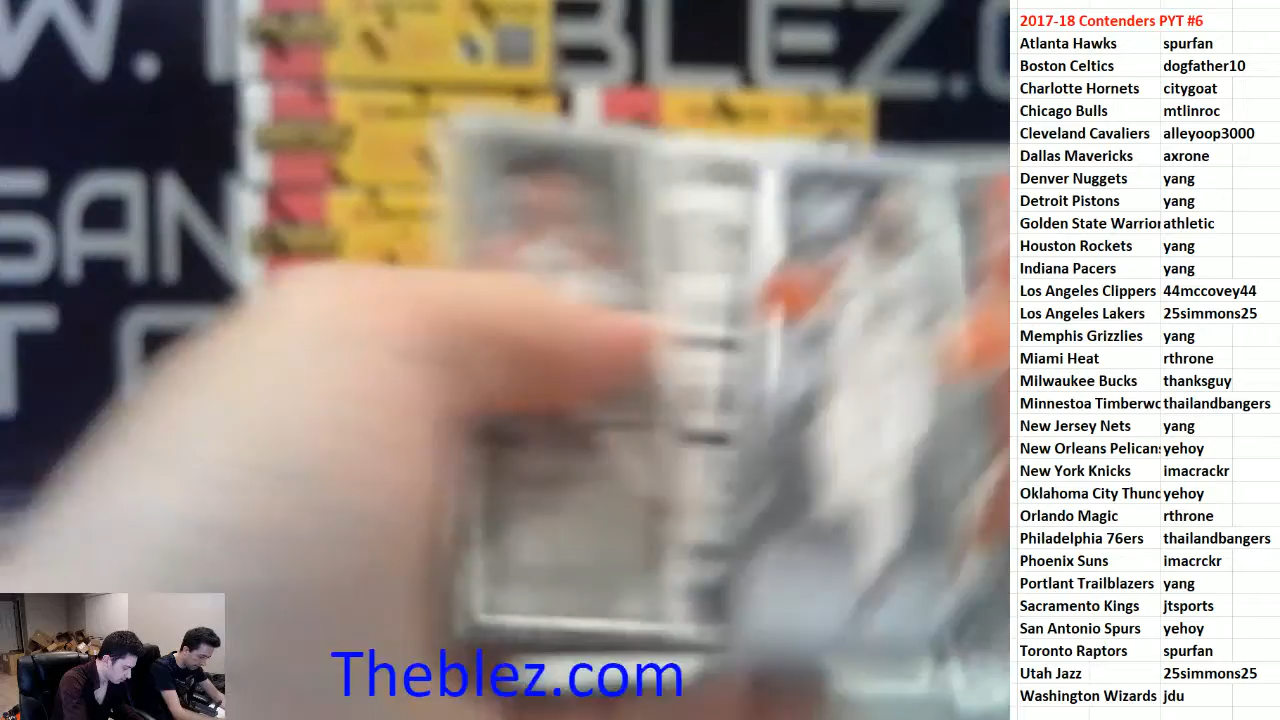 2017-18 Contenders PYT #6
Atlanta Hawks spurfan
Boston Celtics dogfather10
Charlotte Hornets citygoat
Chicago Bulls mtlinroc
Cleveland Cavaliers alleyoop3000
Dallas Mavericks axrone
Denver Nuggets yang
Detroit Pistons yang
Golden State Warrior athletic
Houston Rockets yang
Indiana Pacers yang
Los Angeles Clippers 44mccovey44
Los Angeles Lakers 25simmons25
Memphis Grizzlies yang
Miami Heat rthrone
Milwaukee Bucks thanksguy
Minnestoa Timberwo thailandbangers
New Jersey Nets yang
New Orleans Pelicans yehoy
New York Knicks imacrackr
Oklahoma City Thund yehoy
Orlando Magic rthrone
Philadelphia 76ers thailandbangers
Phoenix Suns imacrckr
Portlant Trailblazers yang
Sacramento Kings jtsports
San Antonio Spurs yehoy
Toronto Raptors spurfan
Utah Jazz 25simmons25
Washington Wizards jdu
Theblez.com